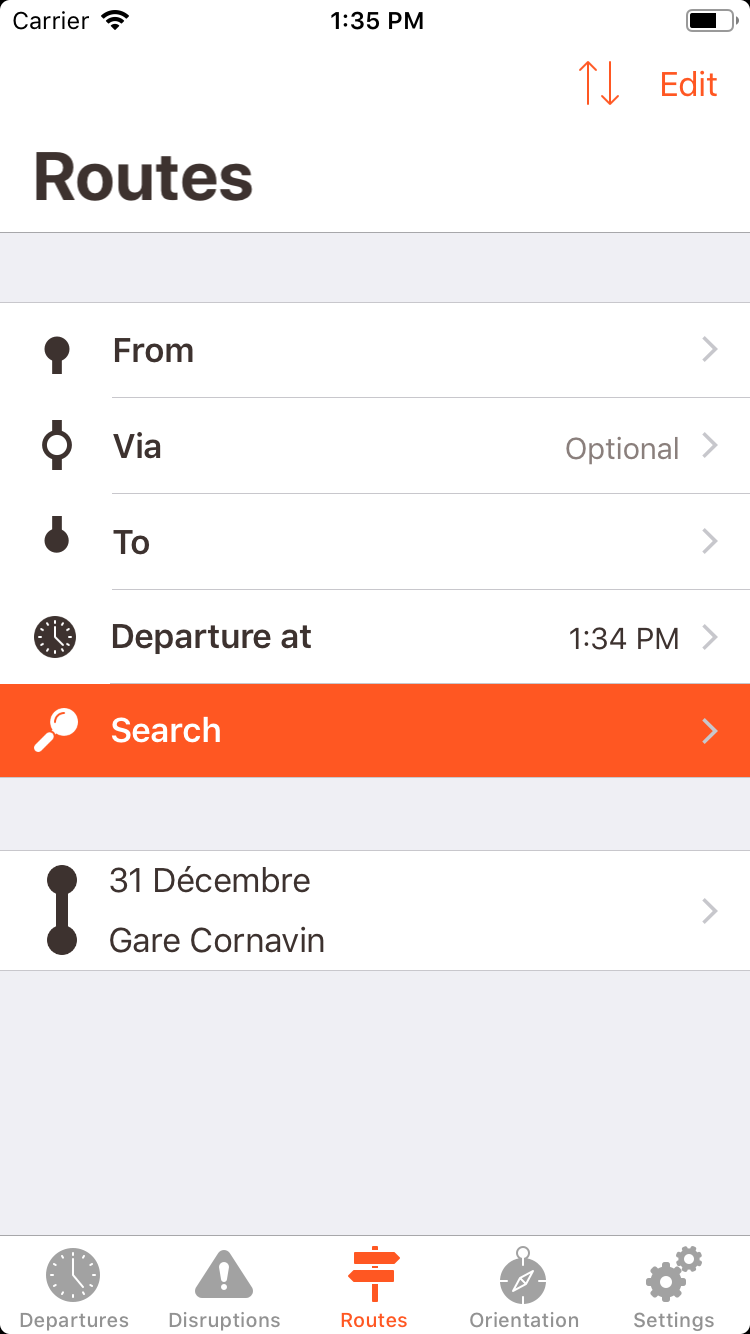 Carrier 1:35 PM
Edit
Routes
From
Via Optional
To
Departure at 1:34 PM
Search
31 Décembre
Gare Cornavin
Departures Disruptions Routes Orientation Settings